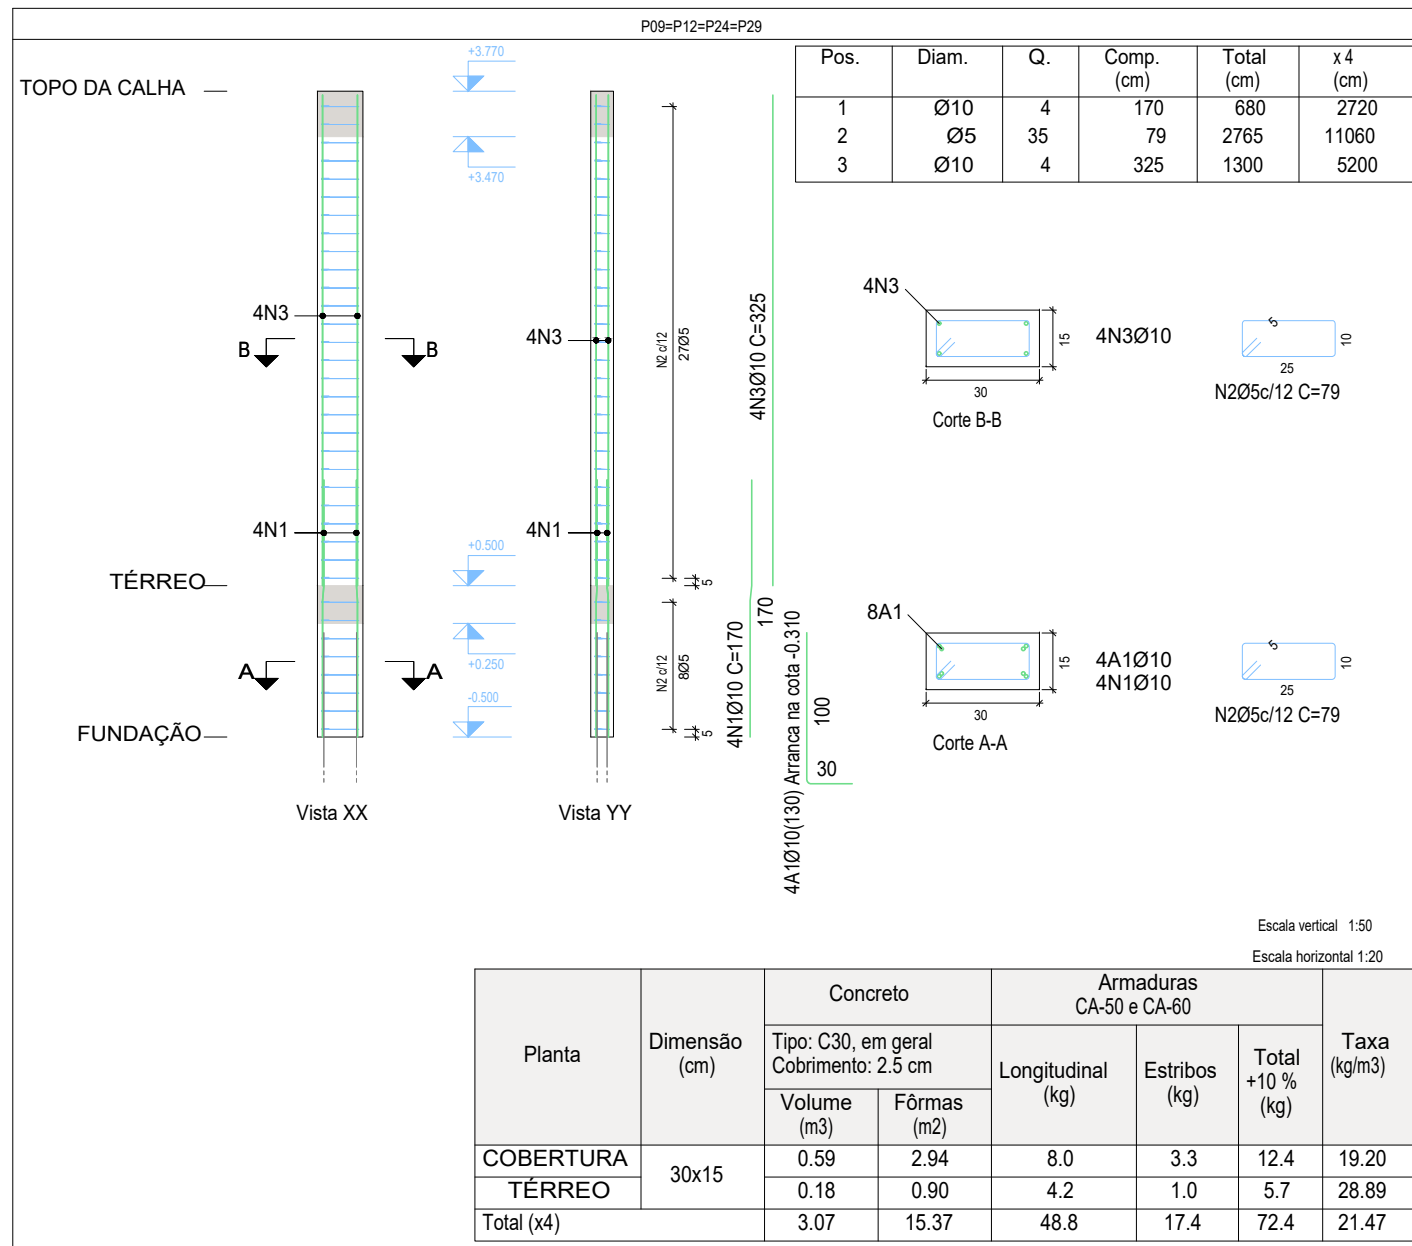 P09=P12=P24=P29
Pos. Diam. Q. Comp. (cm) Total (cm) x 4 (cm)
1 Ø10 4 170 680 2720
2 Ø5 35 79 2765 11060
3 Ø10 4 325 1300 5200
TOPO DA CALHA
+3.770
+3.470
4N3
B B
4N3
N2 c/12
27Ø5
4N3Ø10 C=325
4N1
4N1
+0.500
TÉRREO
5
+0.250
A A
N2 c/12
8Ø5
-0.500
FUNDAÇÃO
5
4N1Ø10 C=170
170
4A1Ø10(130) Arranca na cota -0.310
100
30
Vista XX
Vista YY
4N3
15
30
4N3Ø10
Corte B-B
5
10
25
N2Ø5c/12 C=79
8A1
15
30
4A1Ø10
4N1Ø10
Corte A-A
5
10
25
N2Ø5c/12 C=79
Escala vertical 1:50
Escala horizontal 1:20
Planta
Dimensão
(cm)
Concreto
Tipo: C30, em geral
Cobrimento: 2.5 cm
Volume
(m3)
Fôrmas
(m2)
Armaduras
CA-50 e CA-60
Longitudinal
(kg)
Estribos
(kg)
Total
+10 %
(kg)
Taxa
(kg/m3)
COBERTURA 30x15 0.59 2.94 8.0 3.3 12.4 19.20
TÉRREO 0.18 0.90 4.2 1.0 5.7 28.89
Total (x4) 3.07 15.37 48.8 17.4 72.4 21.47